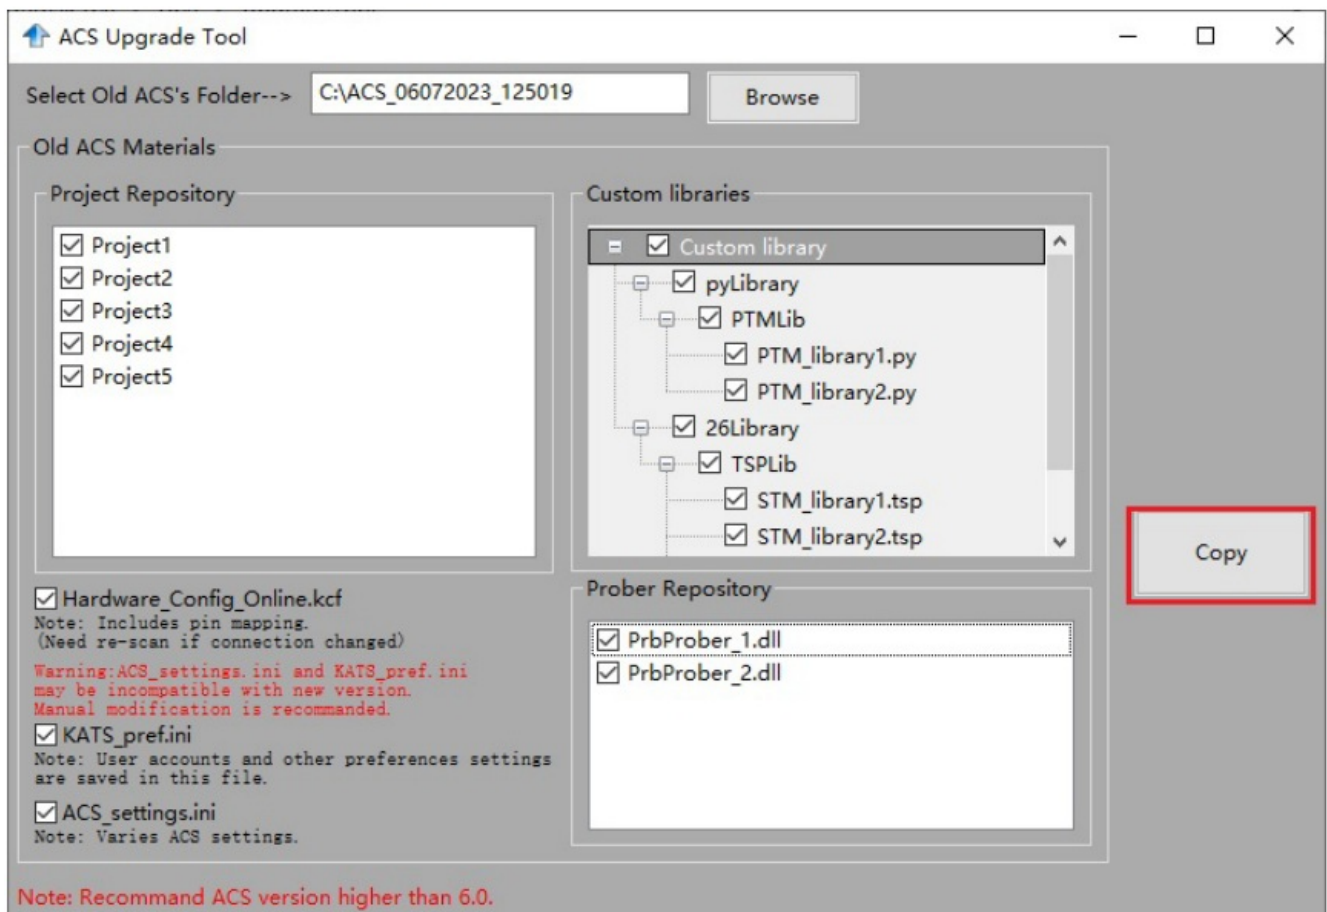 ACS Upgrade Tool
Select Old ACS's Folder-->
C:\ACS_06072023_125019
Browse
Old ACS Materials
Project Repository
Project1
Project2
Project3
Project4
Project5
Custom libraries
Custom library
pyLibrary
PTMLib
PTM_library1.py
PTM_library2.py
26Library
TSPLib
STM_library1.tsp
STM_library2.tsp
Copy
Hardware_Config_Online.kcf
Note: Includes pin mapping.
(Need re-scan if connection changed)
Warning:ACS_settings.ini and KATS_pref.ini
may be incompatible with new version.
Manual modification is recommanded.
KATS_pref.ini
Note: User accounts and other preferences settings
are saved in this file.
ACS_settings.ini
Note: Varies ACS settings.
Prober Repository
PrbProber_1.dll
PrbProber_2.dll
Note: Recommand ACS version higher than 6.0.